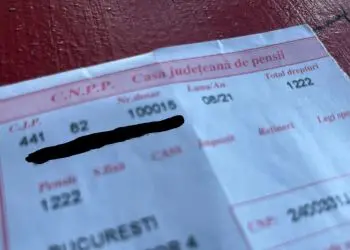 C.N.P.P. Casa județeană de pensii
C.J.P. Nr.dosar Luna/An Total drepturi
441 82 100015 08/21 1222
Pensie S.Baii CASS Impozit Rețineri
1222
CNP:
BUCURESTI